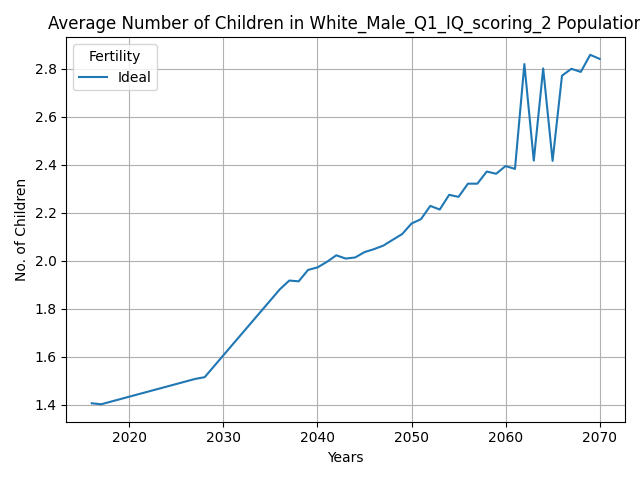 Average Number of Children in White_Male_Q1_IQ_scoring_2 Population
Fertility
Ideal
No. of Children
2.8
2.6
2.4
2.2
2.0
1.8
1.6
1.4
2020 2030 2040 2050 2060 2070
Years